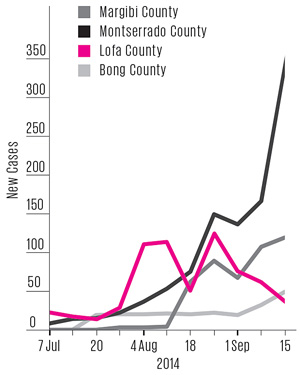 Margibi County
Montserrado County
Lofa County
Bong County
New Cases
350
300
250
200
150
100
50
0
7 Jul
20
4 Aug
18
1 Sep
15
2014